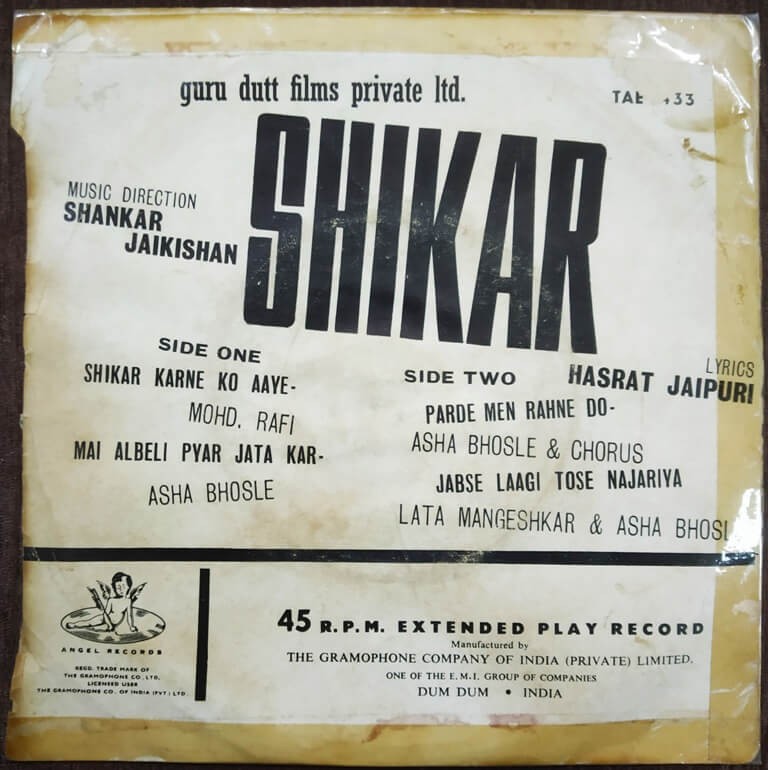 guru dutt films private ltd.
SHIKAR
MUSIC DIRECTION
SHANKAR
JAIKISHAN
SIDE ONE
SHIKAR KARNE KO AAYE-
MOHD. RAFI
MAI ALBELI PYAR JATA KAR-
ASHA BHOSLE
LYRICS
HASRAT JAIPURI
SIDE TWO
PARDE MEN RAHNE DO-
ASHA BHOSLE & CHORUS
JABSE LAAGI TOSE NAJARIYA
LATA MANGESHKAR & ASHA BHOSL
ANGEL RECORDS
REGD. TRADE MARK OF
THE GRAMOPHONE CO., LTD.
LICENSED USER
THE GRAMOPHONE CO. OF INDIA (PVT.) LTD.
45 R.P.M. EXTENDED PLAY RECORD
Manufactured by
THE GRAMOPHONE COMPANY OF INDIA (PRIVATE) LIMITED.
ONE OF THE E.M.I. GROUP OF COMPANIES
DUM DUM • INDIA